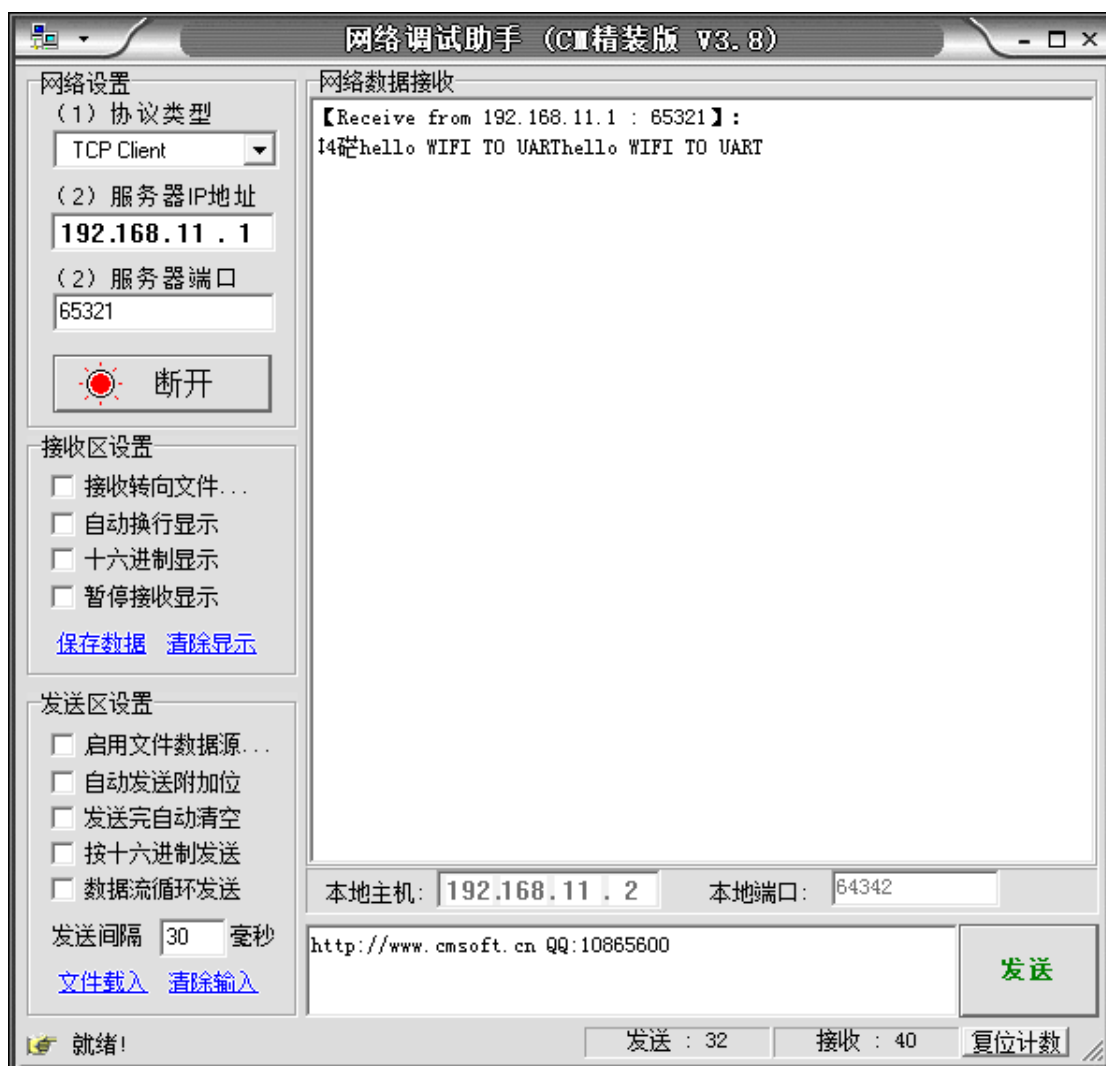 网络调试助手 (CM精装版 V3.8)
网络设置
(1) 协议类型
TCP Client
(2) 服务器IP地址
192.168.11.1
(2) 服务器端口
65321
断开
接收区设置
接收转向文件...
自动换行显示
十六进制显示
暂停接收显示
保存数据 清除显示
发送区设置
启用文件数据源...
自动发送附加位
发送完自动清空
按十六进制发送
数据流循环发送
发送间隔 30 毫秒
文件载入 清除输入
网络数据接收
【Receive from 192.168.11.1 : 65321】:
hello WIFI TO UARThello WIFI TO UART
本地主机: 192.168.11.2 本地端口: 64342
http://www.cmsoft.cn QQ:10865600
发送
就绪!
发送 : 32 接收 : 40 复位计数